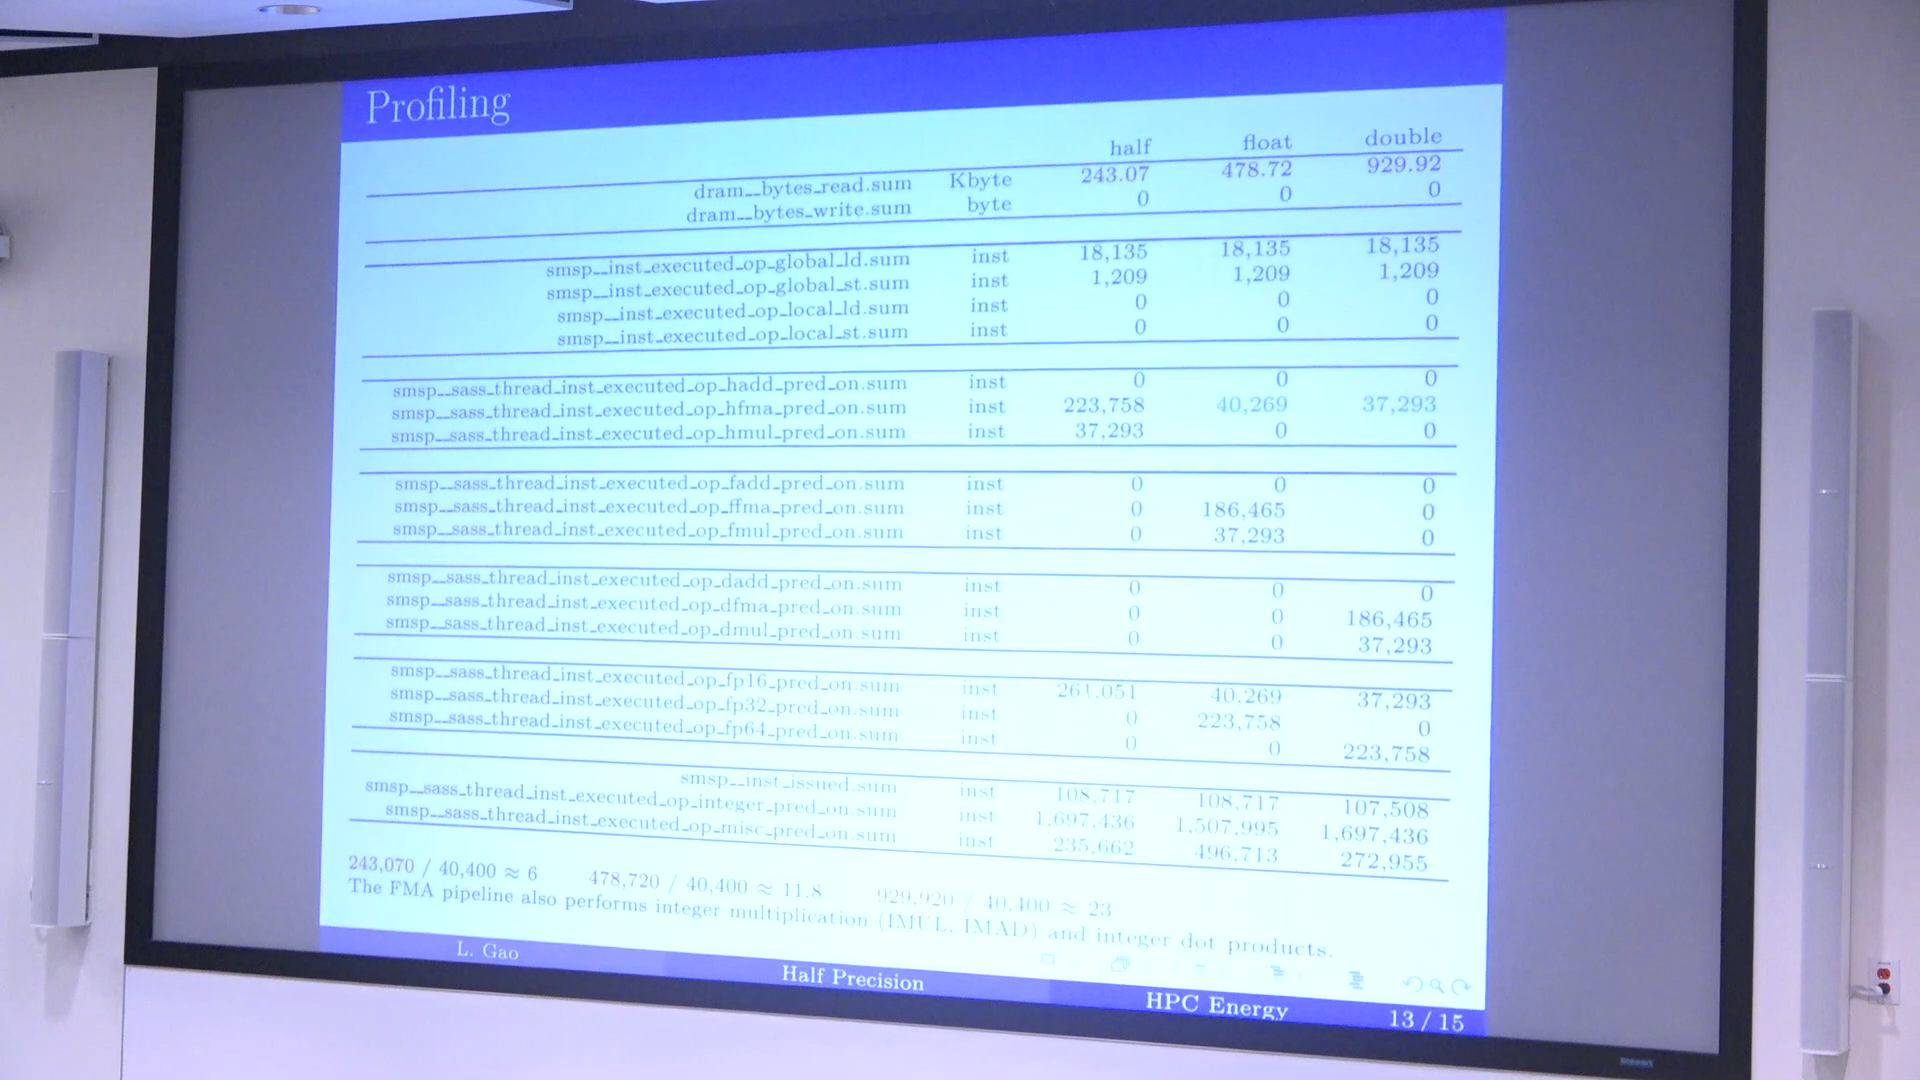 Profiling
half float double
dram__bytes_read.sum Kbyte 243.07 478.72 929.92
dram__bytes_write.sum byte 0 0 0
smsp__inst_executed_op_global_ld.sum inst 18,135 18,135 18,135
smsp__inst_executed_op_global_st.sum inst 1,209 1,209 1,209
smsp__inst_executed_op_local_ld.sum inst 0 0 0
smsp__inst_executed_op_local_st.sum inst 0 0 0
smsp__sass_thread_inst_executed_op_hadd_pred_on.sum inst 0 0 0
smsp__sass_thread_inst_executed_op_hfma_pred_on.sum inst 223,758 40,269 37,293
smsp__sass_thread_inst_executed_op_hmul_pred_on.sum inst 37,293 0 0
smsp__sass_thread_inst_executed_op_fadd_pred_on.sum inst 0 0 0
smsp__sass_thread_inst_executed_op_ffma_pred_on.sum inst 0 186,465 0
smsp__sass_thread_inst_executed_op_fmul_pred_on.sum inst 0 37,293 0
smsp__sass_thread_inst_executed_op_dadd_pred_on.sum inst 0 0 0
smsp__sass_thread_inst_executed_op_dfma_pred_on.sum inst 0 0 186,465
smsp__sass_thread_inst_executed_op_dmul_pred_on.sum inst 0 0 37,293
smsp__sass_thread_inst_executed_op_fp16_pred_on.sum inst 261,051 40,269 37,293
smsp__sass_thread_inst_executed_op_fp32_pred_on.sum inst 0 223,758 0
smsp__sass_thread_inst_executed_op_fp64_pred_on.sum inst 0 0 223,758
smsp__inst_issued.sum inst 108,717 108,717 107,508
smsp__sass_thread_inst_executed_op_integer_pred_on.sum inst 1,697,436 1,507,995 1,697,436
smsp__sass_thread_inst_executed_op_misc_pred_on.sum inst 235,662 496,713 272,955
243,070 / 40,400 ≈ 6 478,720 / 40,400 ≈ 11.8 929,920 / 40,400 ≈ 23
The FMA pipeline also performs integer multiplication (IMUL, IMAD) and integer dot products.
L. Gao Half Precision HPC Energy 13 / 15